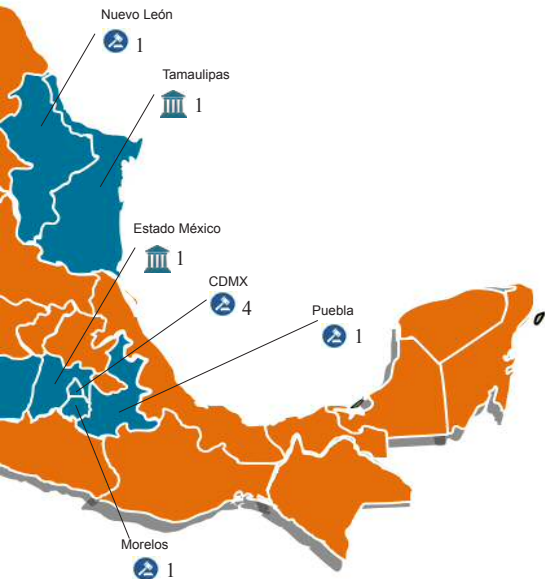 Nuevo León
1
Tamaulipas
1
Estado México
1
CDMX
4
Puebla
1
Morelos
1